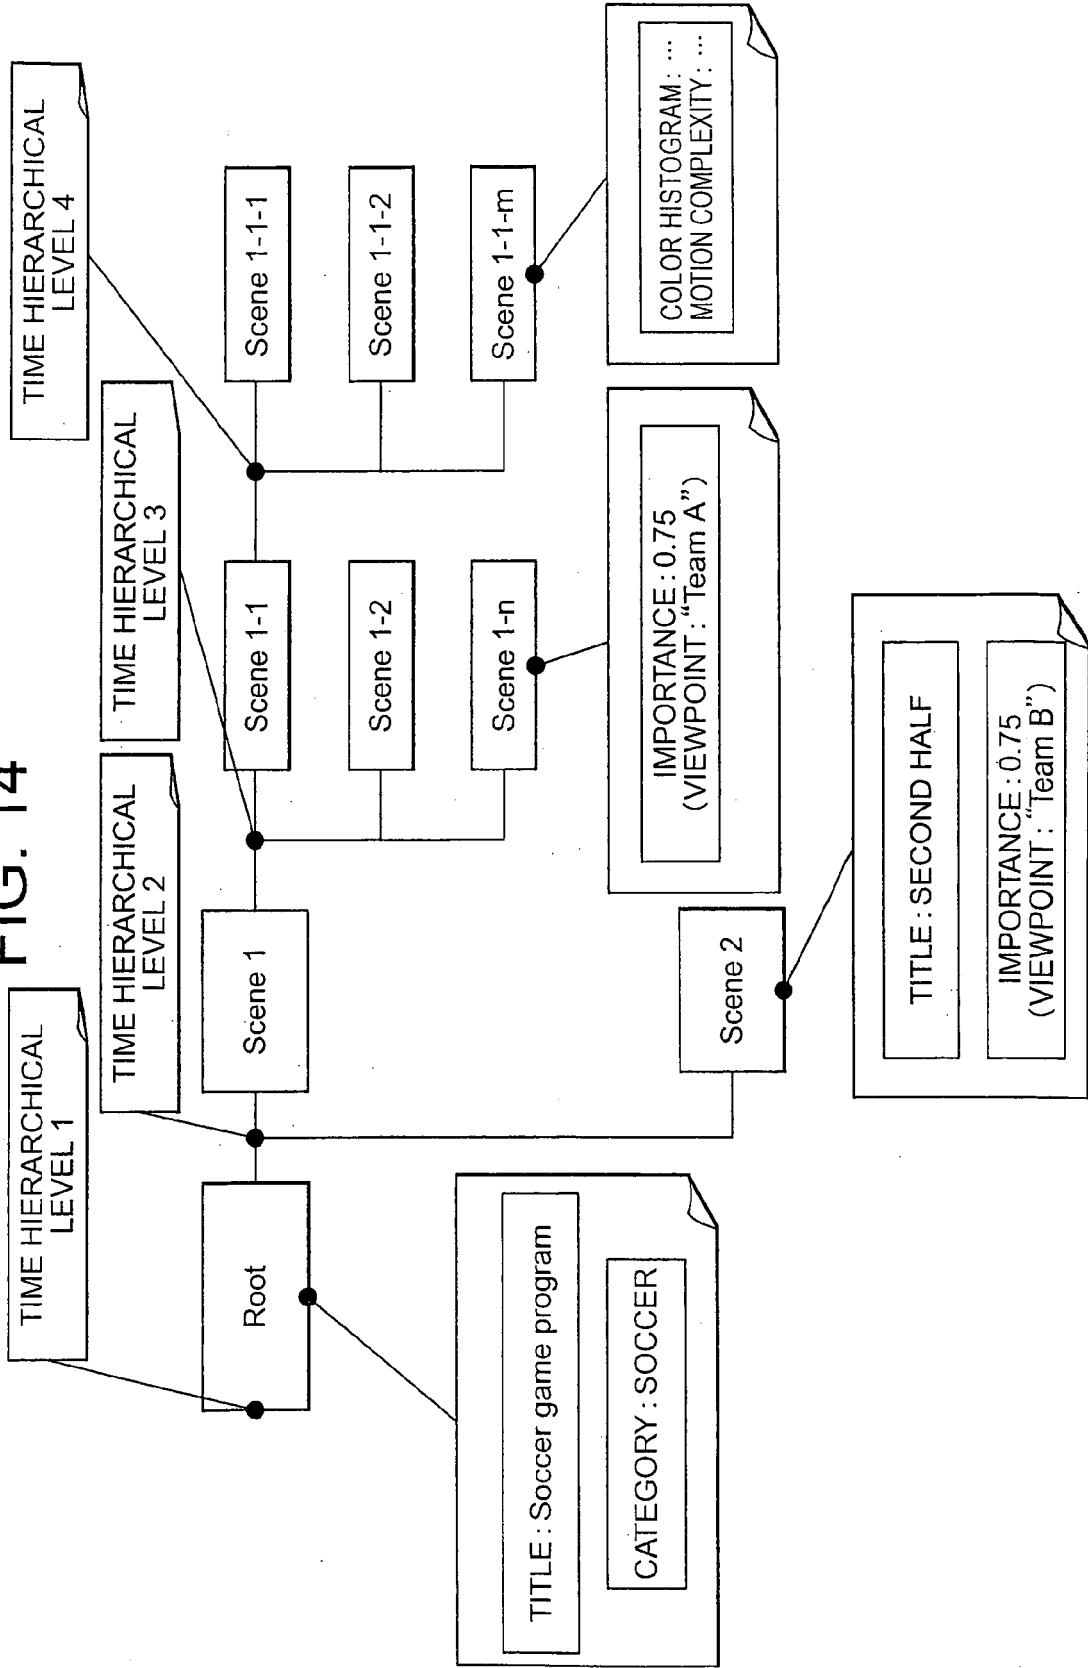 FIG. 14
TIME HIERARCHICAL
LEVEL 1
TIME HIERARCHICAL
LEVEL 2
TIME HIERARCHICAL
LEVEL 3
TIME HIERARCHICAL
LEVEL 4
Root
Scene 1
Scene 1-1
Scene 1-1-1
Scene 1-2
Scene 1-1-2
Scene 1-n
Scene 1-1-m
TITLE : Soccer game program
CATEGORY : SOCCER
Scene 2
IMPORTANCE : 0.75
(VIEWPOINT : “Team A”)
COLOR HISTOGRAM : ...
MOTION COMPLEXITY : ...
TITLE : SECOND HALF
IMPORTANCE : 0.75
(VIEWPOINT : “Team B”)